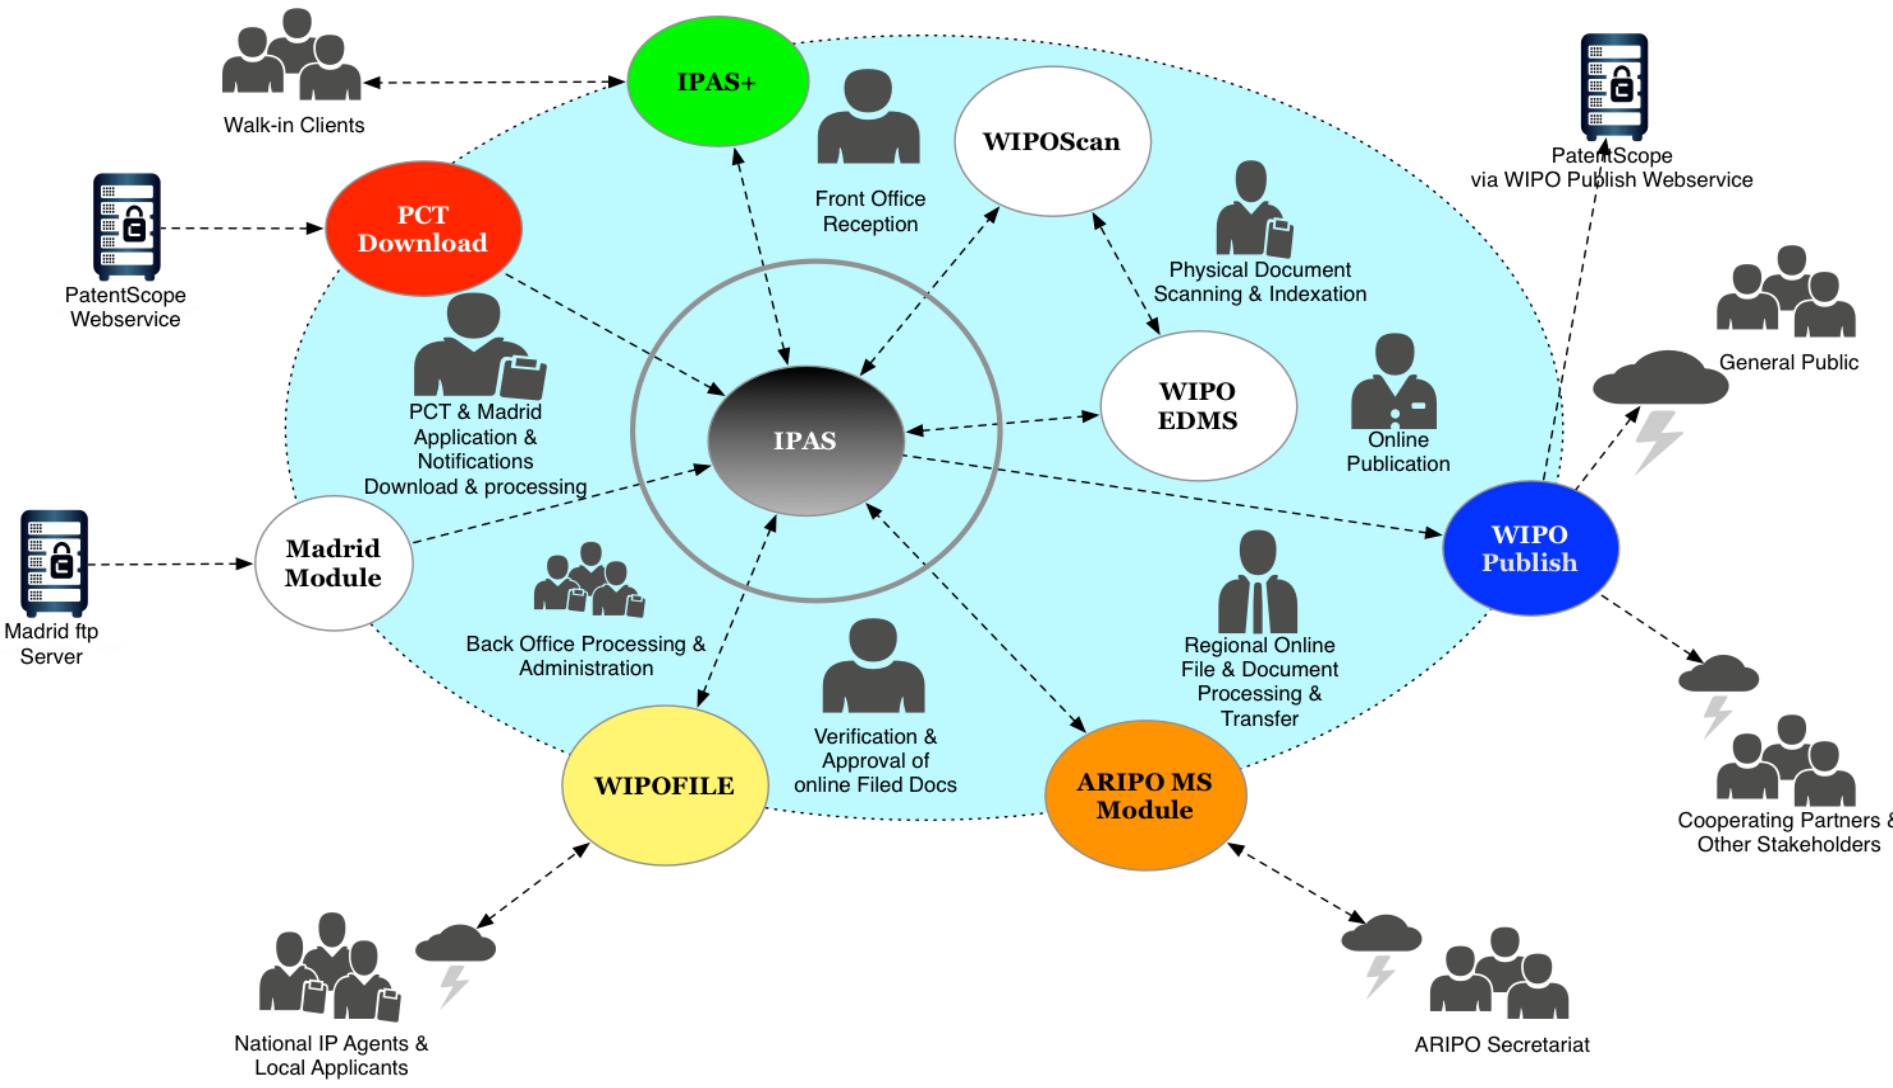 IPAS+
Walk-in Clients
WIPOScan
Front Office
Reception
PatentScope
via WIPO Publish Webservice
PCT
Download
PatentScope
Webservice
Physical Document
Scanning & Indexation
General Public
PCT & Madrid
Application &
Notifications
Download & processing
IPAS
WIPO
EDMS
Online
Publication
Madrid
Module
Madrid ftp
Server
WIPO
Publish
Back Office Processing &
Administration
Regional Online
File & Document
Processing &
Transfer
WIPOFILE
Verification &
Approval of
online Filed Docs
ARIPO MS
Module
Cooperating Partners &
Other Stakeholders
National IP Agents &
Local Applicants
ARIPO Secretariat